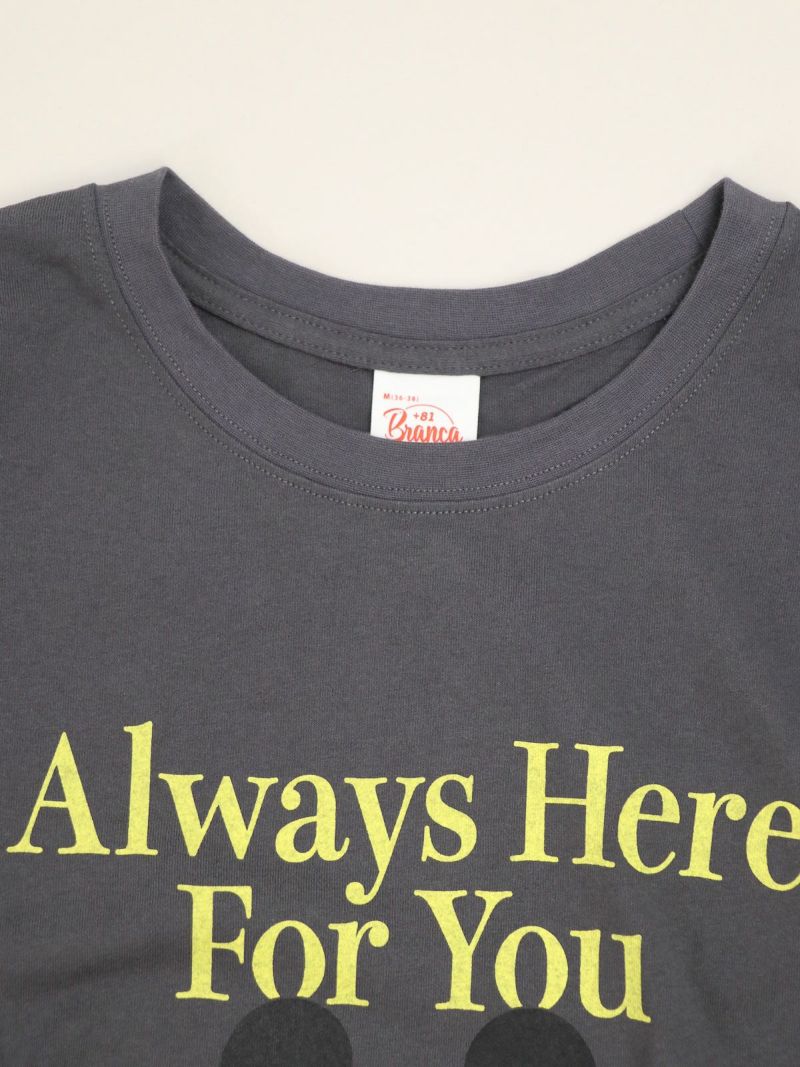 M(36-38)
+81
Branca
Always Here
For You